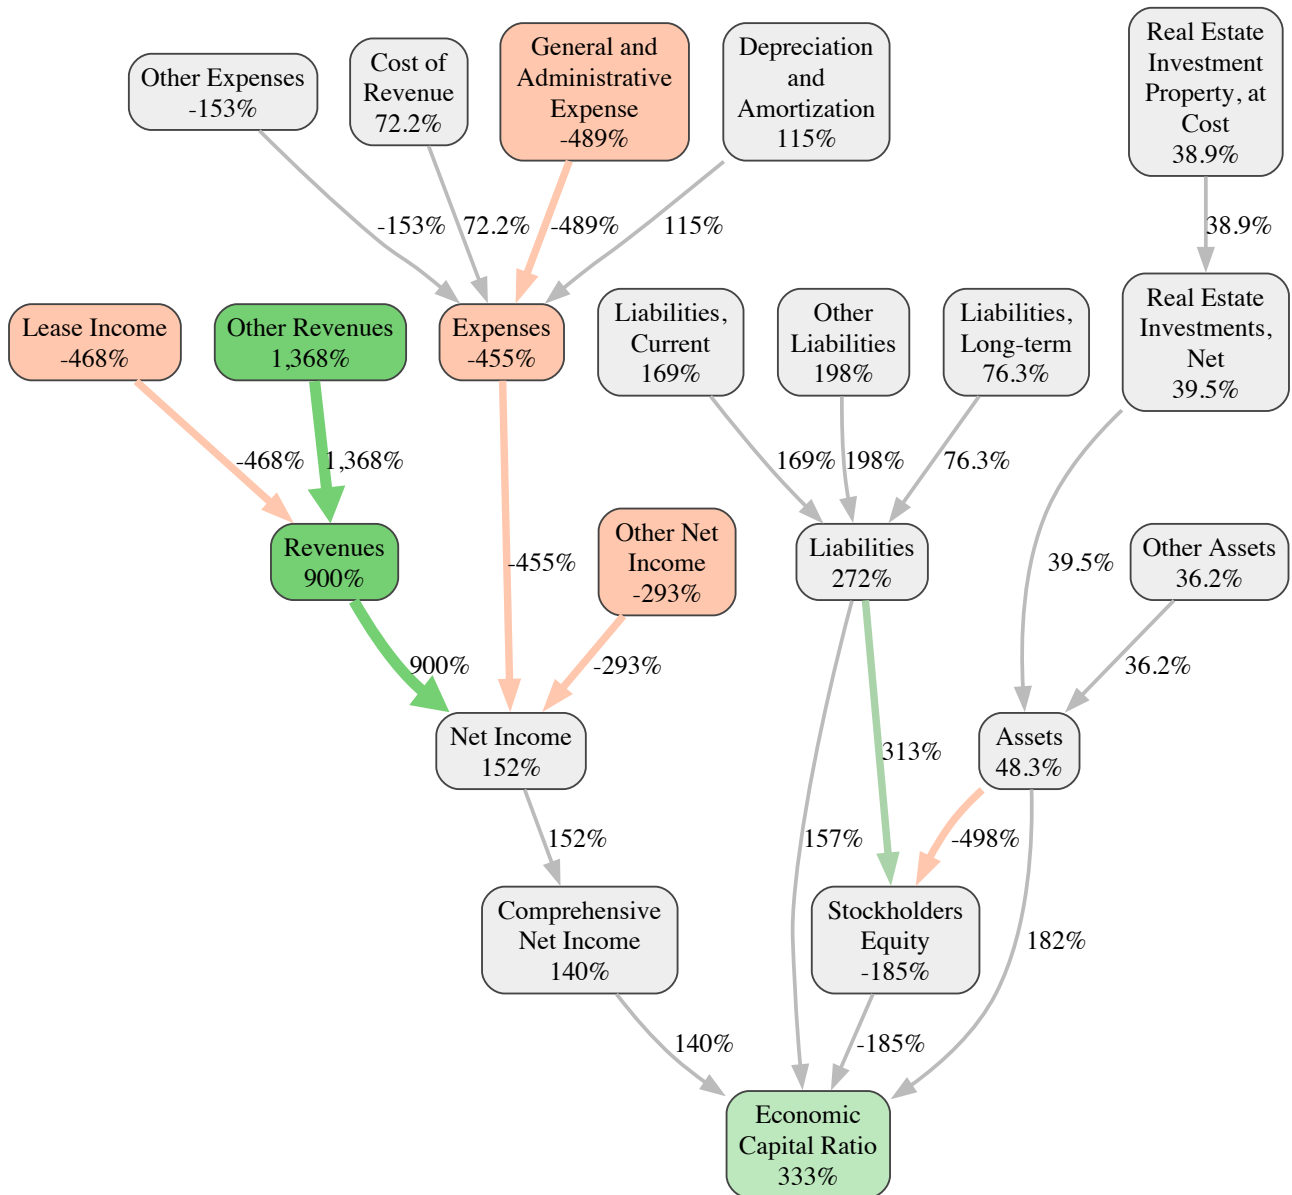 Other Expenses
-153%
Cost of
Revenue
72.2%
General and
Administrative
Expense
-489%
Depreciation
and
Amortization
115%
Real Estate
Investment
Property, at
Cost
38.9%
-153%
72.2%
-489%
115%
38.9%
Lease Income
-468%
Other Revenues
1,368%
Expenses
-455%
Liabilities,
Current
169%
Other
Liabilities
198%
Liabilities,
Long-term
76.3%
Real Estate
Investments,
Net
39.5%
-468%
1,368%
169%
198%
76.3%
Revenues
900%
-455%
Other Net
Income
-293%
Liabilities
272%
39.5%
Other Assets
36.2%
900%
-293%
36.2%
Net Income
152%
313%
Assets
48.3%
152%
157%
-498%
Comprehensive
Net Income
140%
Stockholders
Equity
-185%
182%
140%
-185%
Economic
Capital Ratio
333%